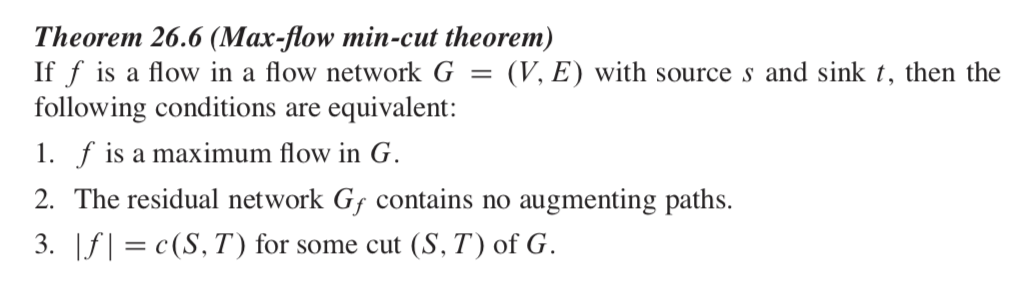 Theorem 26.6 (Max-flow min-cut theorem)
If f is a flow in a flow network G = (V, E) with source s and sink t, then the
following conditions are equivalent:
1. f is a maximum flow in G.
2. The residual network G_f contains no augmenting paths.
3. |f| = c(S, T) for some cut (S, T) of G.